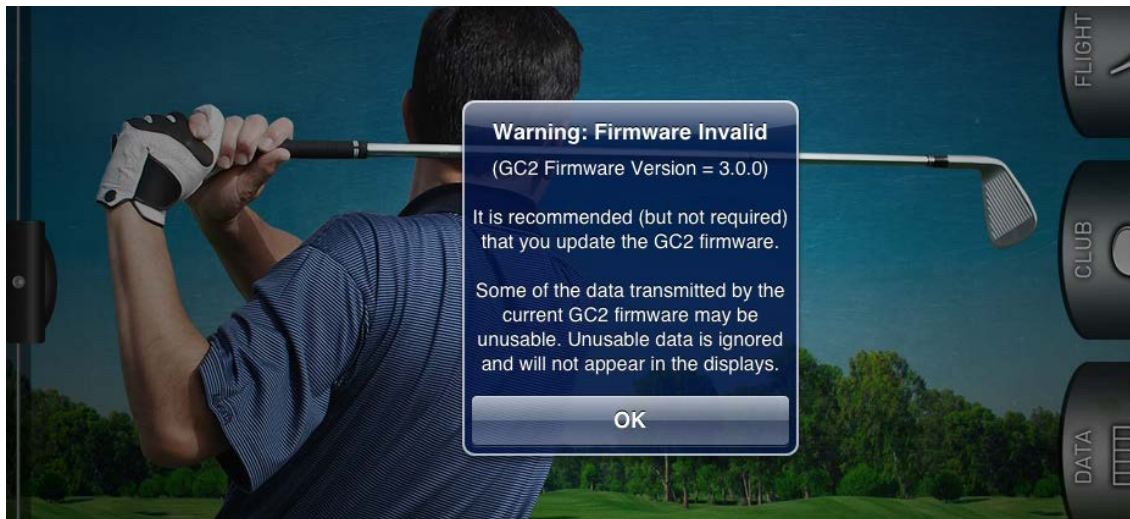 Warning: Firmware Invalid
(GC2 Firmware Version = 3.0.0)
It is recommended (but not required)
that you update the GC2 firmware.
Some of the data transmitted by the
current GC2 firmware may be
unusable. Unusable data is ignored
and will not appear in the displays.
OK
FLIGHT
CLUB
DATA